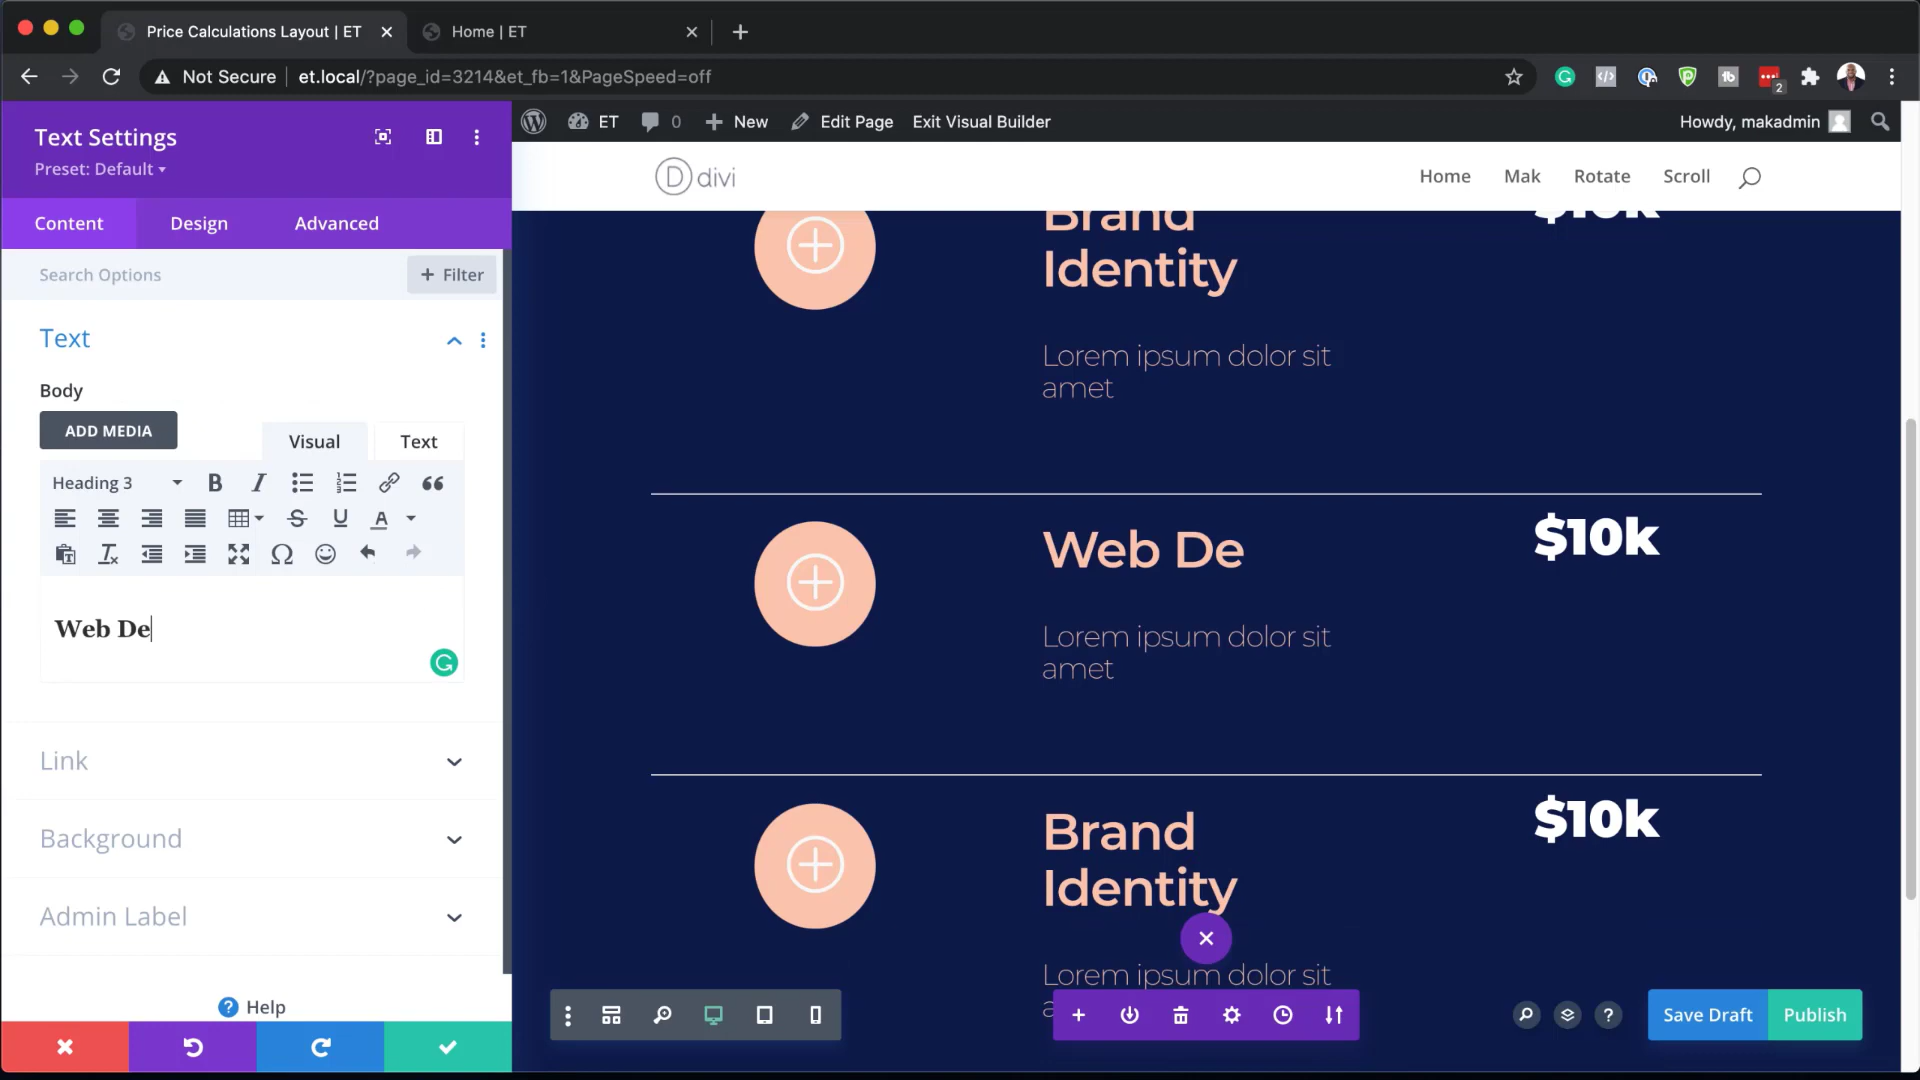 Price Calculations Layout | ET
Home | ET
Not Secure
et.local/?page_id=3214&et_fb=1&PageSpeed=off
2
Text Settings
Preset: Default
Content
Design
Advanced
Search Options
+ Filter
Text
Body
ADD MEDIA
Visual
Text
Heading 3
Web De
Link
Background
Admin Label
Help
ET
0
New
Edit Page
Exit Visual Builder
Howdy, makadmin
divi
Home
Mak
Rotate
Scroll
Brand
Identity
$10k
Lorem ipsum dolor sit
amet
Web De
$10k
Lorem ipsum dolor sit
amet
Brand
Identity
$10k
Lorem ipsum dolor sit
Save Draft
Publish